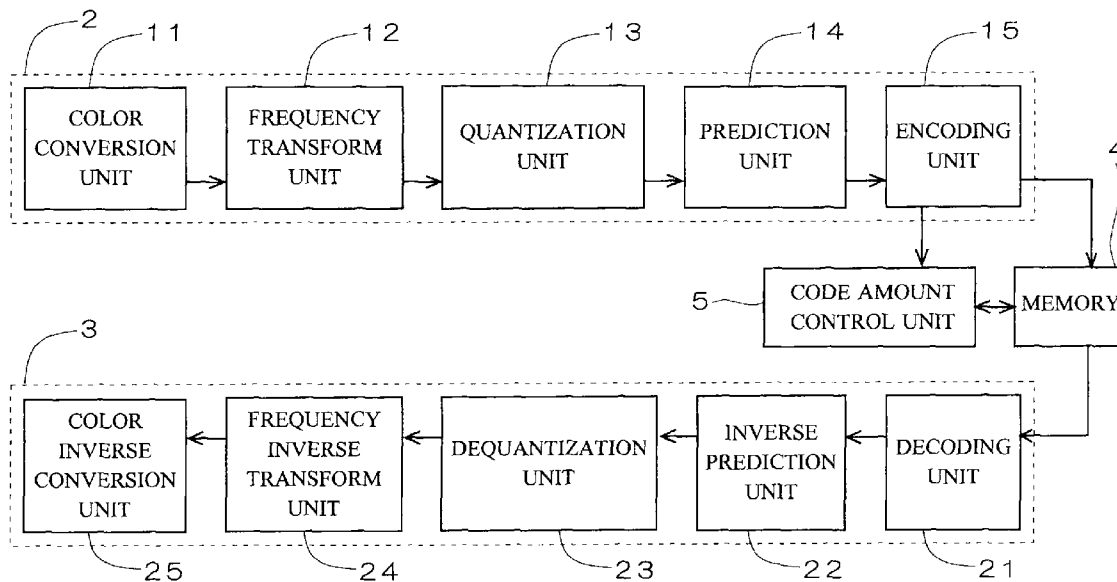 2
11
12
13
14
15
COLOR
CONVERSION
UNIT
FREQUENCY
TRANSFORM
UNIT
QUANTIZATION
UNIT
PREDICTION
UNIT
ENCODING
UNIT
4
5
CODE AMOUNT
CONTROL UNIT
MEMORY
3
COLOR
INVERSE
CONVERSION
UNIT
FREQUENCY
INVERSE
TRANSFORM
UNIT
DEQUANTIZATION
UNIT
INVERSE
PREDICTION
UNIT
DECODING
UNIT
25
24
23
22
21